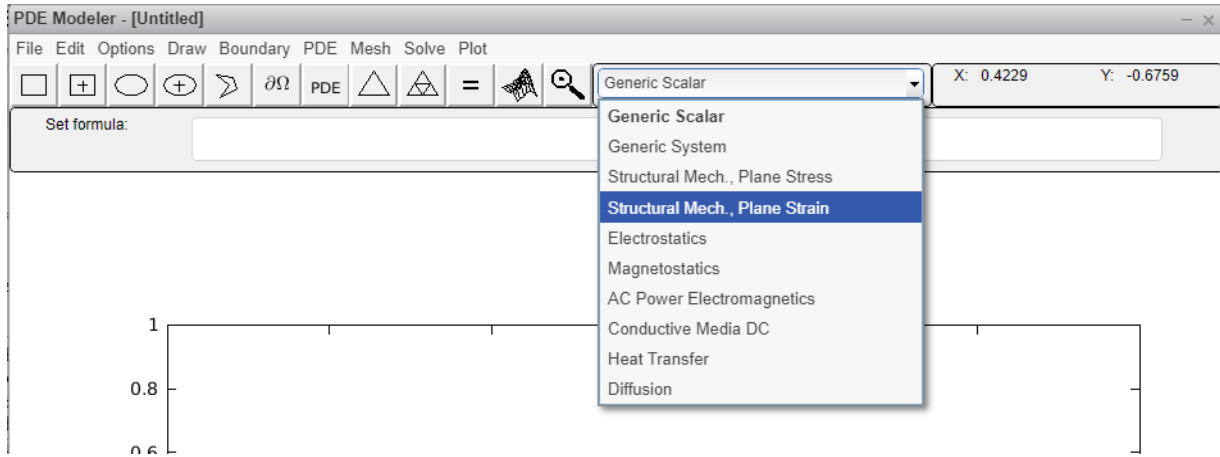 PDE Modeler - [Untitled]
File Edit Options Draw Boundary PDE Mesh Solve Plot
∂Ω PDE = Generic Scalar X: 0.4229 Y: -0.6759
Set formula:
Generic Scalar
Generic System
Structural Mech., Plane Stress
Structural Mech., Plane Strain
Electrostatics
Magnetostatics
AC Power Electromagnetics
Conductive Media DC
Heat Transfer
Diffusion
1
0.8
0.6